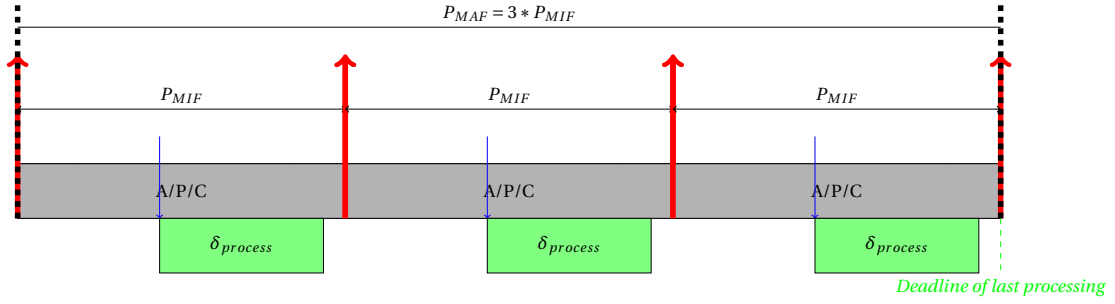 P_MAF = 3 * P_MIF
P_MIF P_MIF P_MIF
A/P/C A/P/C A/P/C
δ_process δ_process δ_process
Deadline of last processing